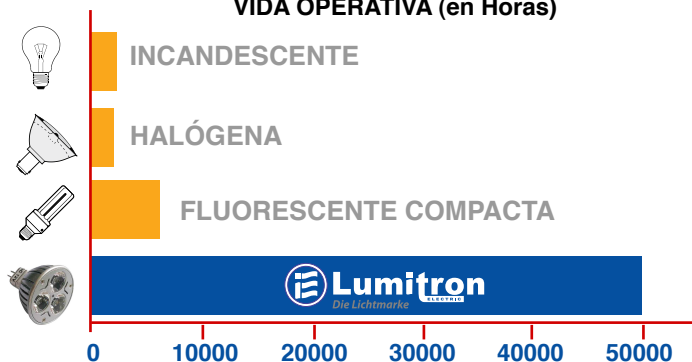 VIDA OPERATIVA (en Horas)
INCANDESCENTE
HALÓGENA
FLUORESCENTE COMPACTA
Lumitron
ELECTRIC
Die Lichtmarke
0 10000 20000 30000 40000 50000